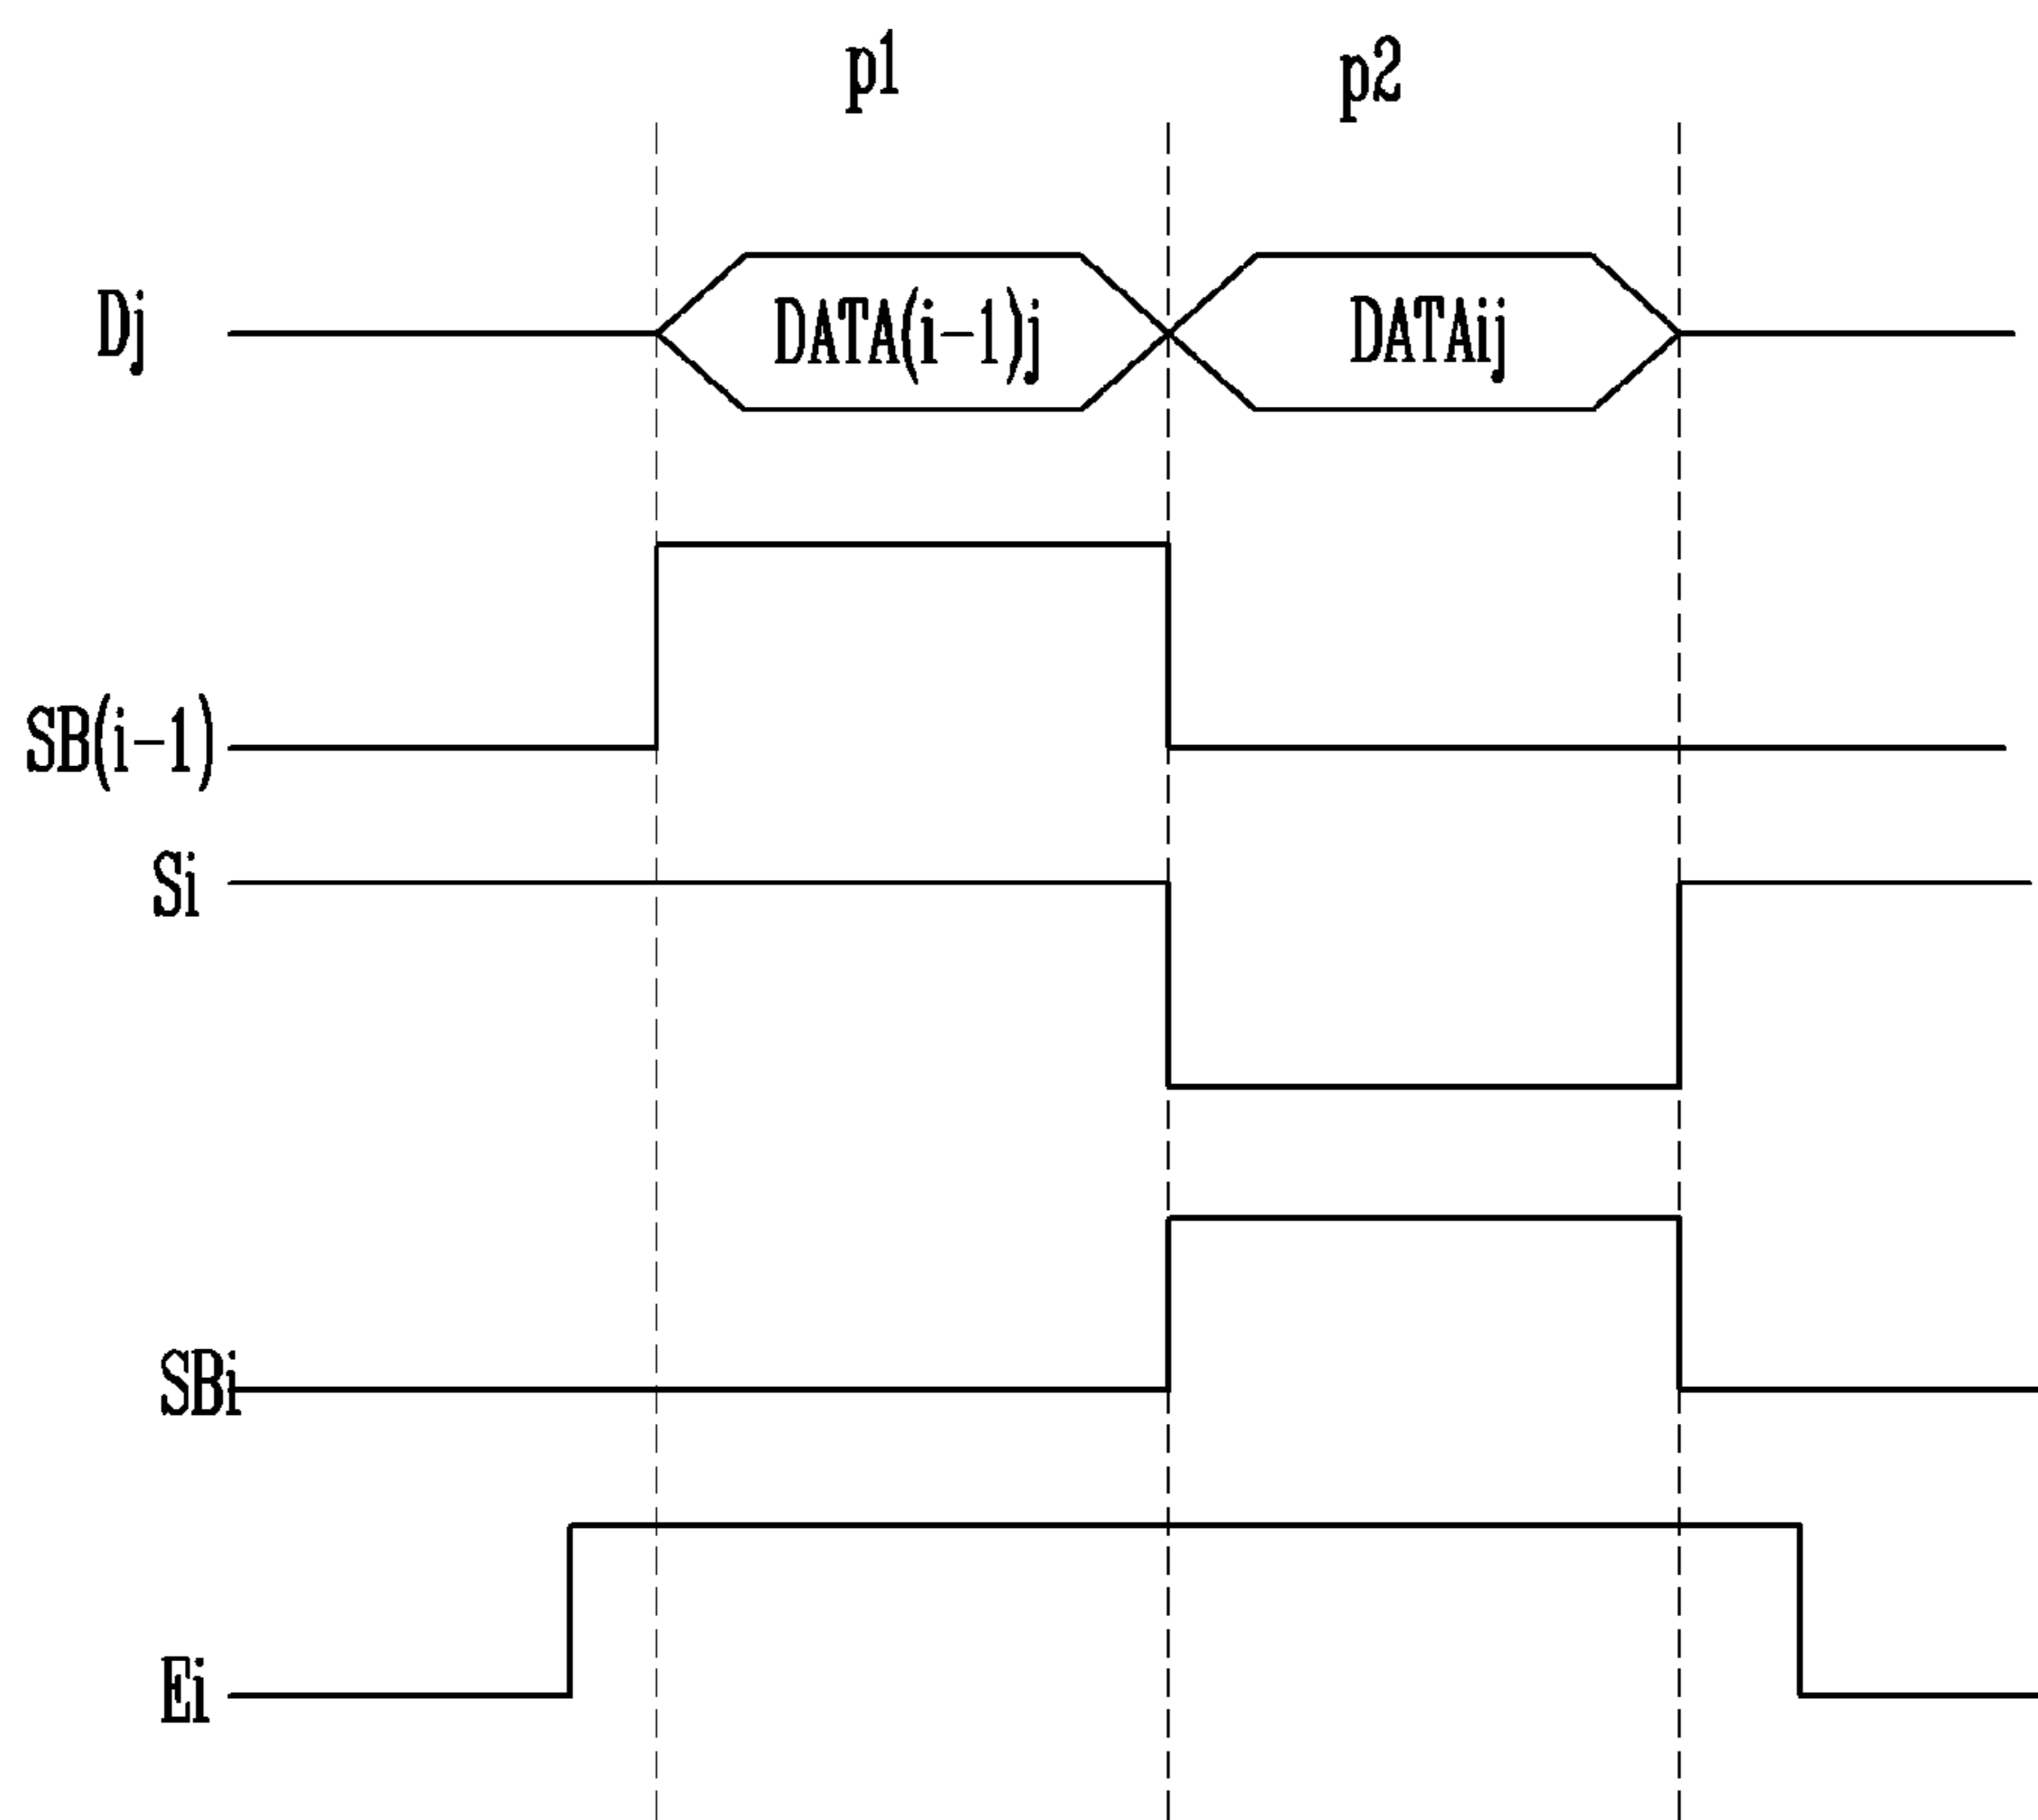 p1 p2
Dj DATA(i-1)j DATAij
SB(i-1)
Si
SBi
Ei